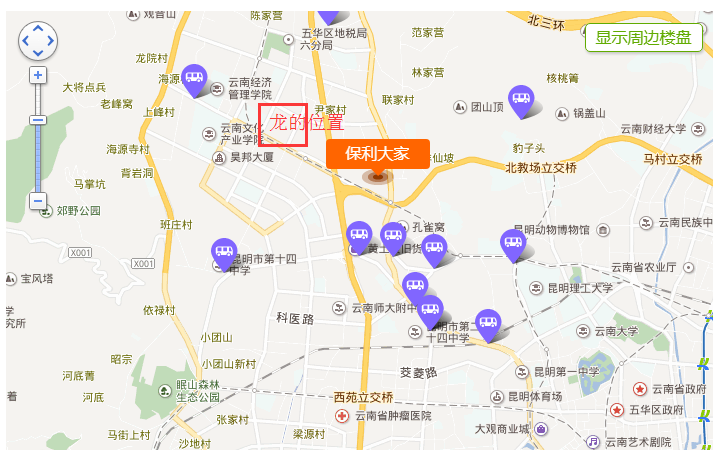 观音山
陈家营
五华区地税局
六分局
范家营
北三环
显示周边楼盘
龙院村
海源
云南经济
管理学院
林家营
核桃箐
大将点兵
老峰窝
上峰村
尹家村
联家村
团山顶
锅盖山
云南文化
产业学院
龙的位置
云南财经大学
海源寺村
昊邦大厦
保利大家
羊仙坡
豹子头
北教场立交桥
马村立交桥
背岩洞
马掌坑
郊野公园
班庄村
孔雀窝
昆明动物博物馆
云南民族中
黄土
旧货
X001
X001
昆明市第十四
中学
云南省农业厅
宝风塔
昆明理工大学
学
究所
依禄村
科医路
云南师大附中
昆明市第二
十四中学
云南大学
小团山
昭宗
小团山新村
茭菱路
昆明第一中学
河底菁
眠山森林
生态公园
河底
着
西苑立交桥
昆明体育场
云南省政府
云南省肿瘤医院
五华区政府
张家村
马街上村
沙地村
梁源村
大观商业城
云南艺术剧院